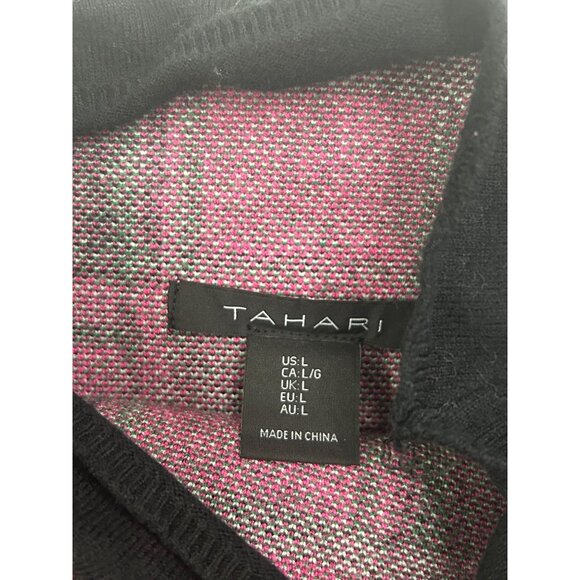 TAHARI
US: L
CA: L/G
UK: L
EU: L
AU: L
MADE IN CHINA